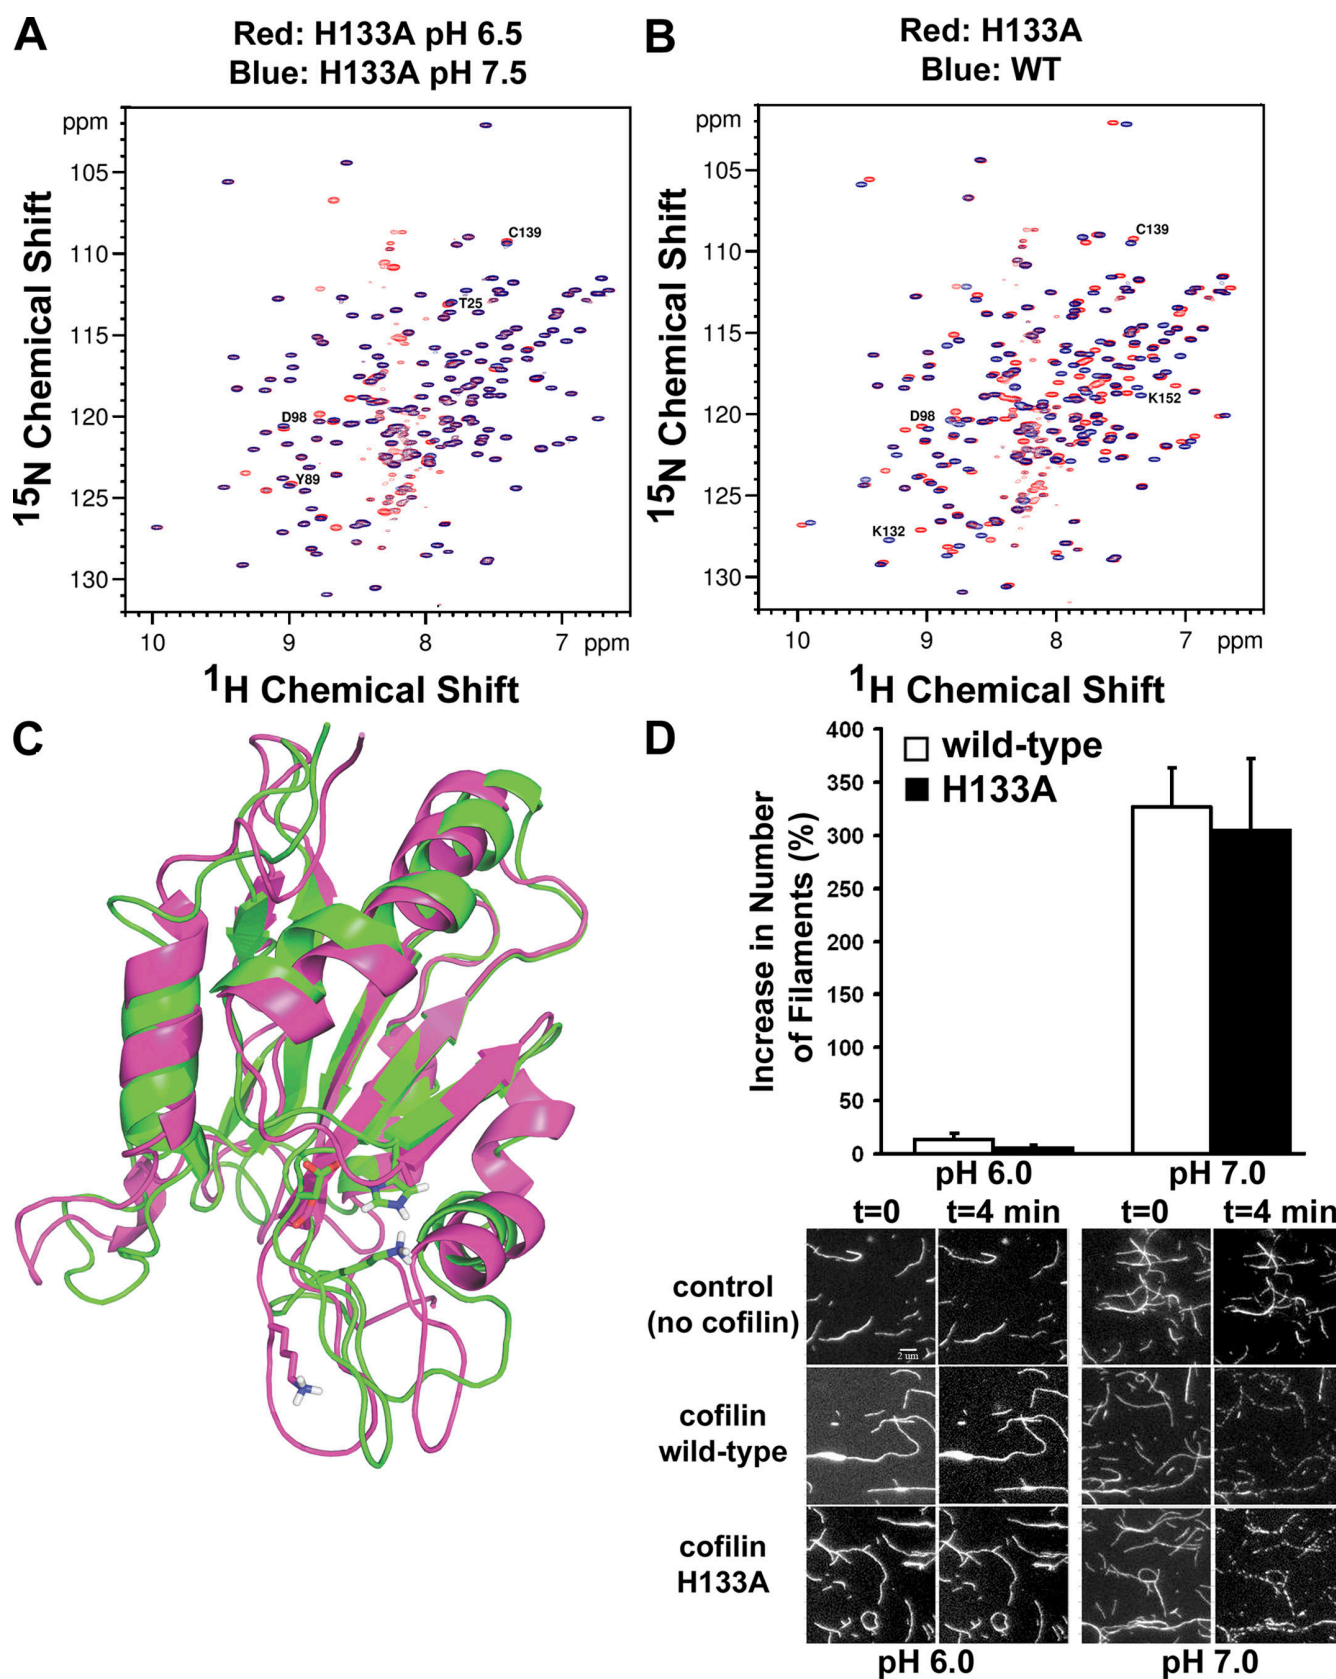 A
Red: H133A pH 6.5
Blue: H133A pH 7.5
ppm
105
110
115
120
125
130
C139
T25
D98
Y89
10
9
8
7
ppm
15N Chemical Shift
1H Chemical Shift
B
Red: H133A
Blue: WT
ppm
105
110
115
120
125
130
C139
K152
D98
K132
10
9
8
7
ppm
15N Chemical Shift
1H Chemical Shift
C
D
400
350
300
250
200
150
100
50
0
Increase in Number
of Filaments (%)
wild-type
H133A
pH 6.0
pH 7.0
t=0
t=4 min
t=0
t=4 min
control
(no cofilin)
2 um
cofilin
wild-type
cofilin
H133A
pH 6.0
pH 7.0